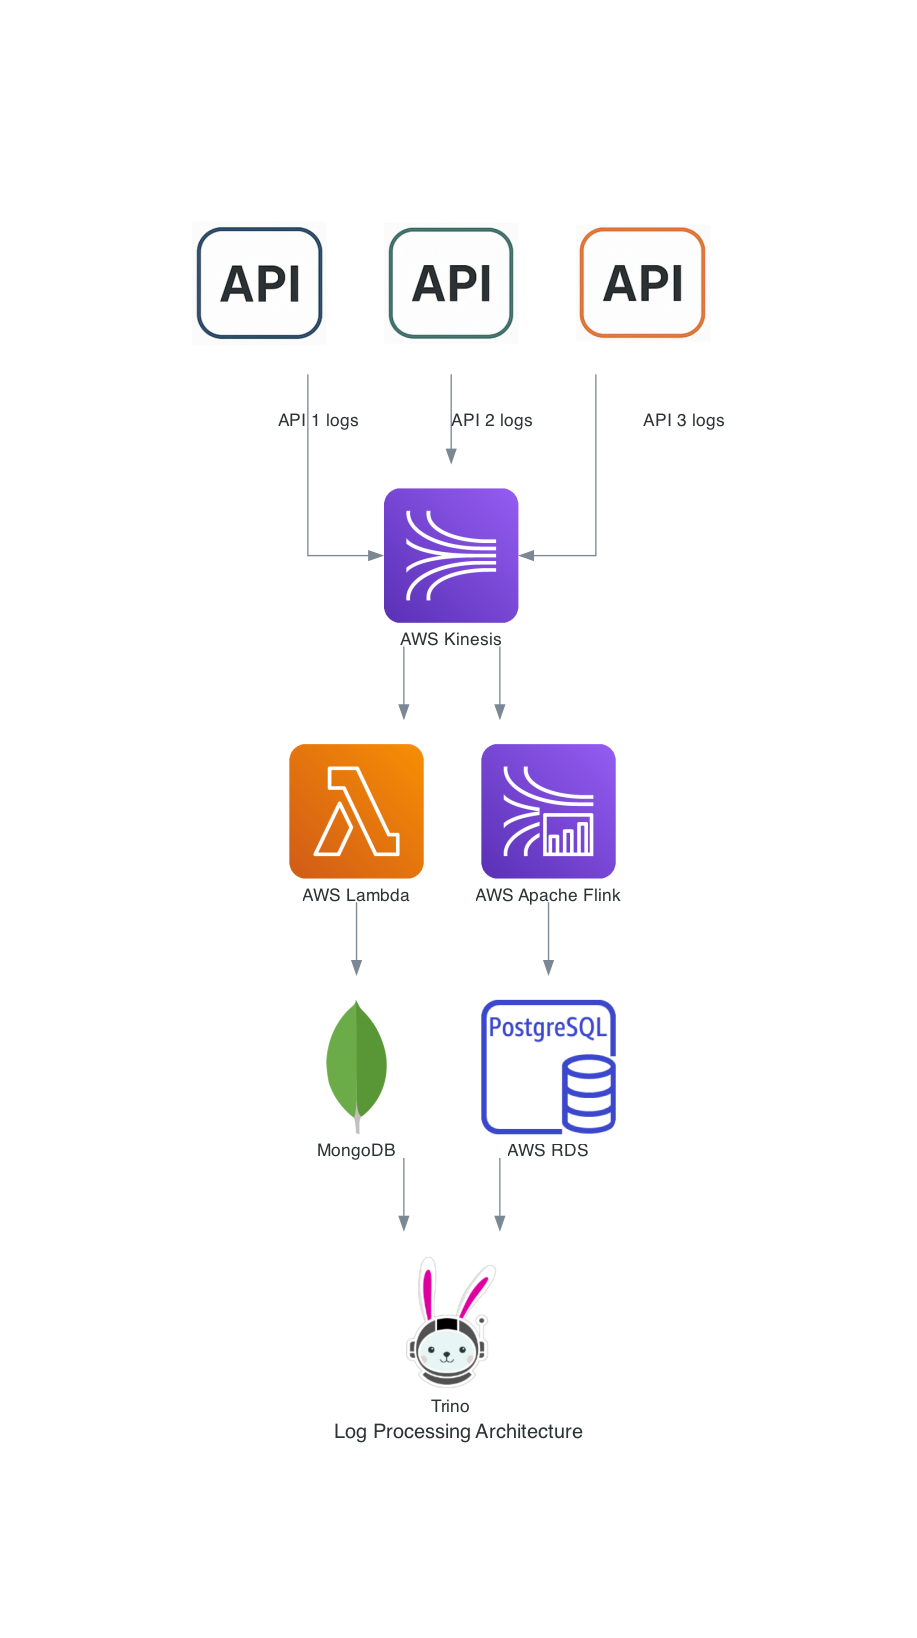 API
API
API
API 1 logs
API 2 logs
API 3 logs
AWS Kinesis
AWS Lambda
AWS Apache Flink
PostgreSQL
MongoDB
AWS RDS
Trino
Log Processing Architecture